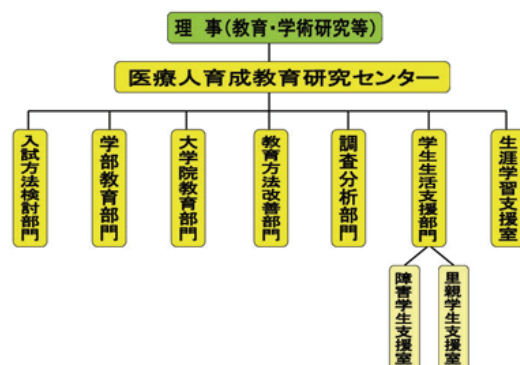 理 事(教育・学術研究等)
医療人育成教育研究センター
入試方法検討部門
学部教育部門
大学院教育部門
教育方法改善部門
調査分析部門
学生生活支援部門
生涯学習支援室
障害学生支援室
里親学生支援室